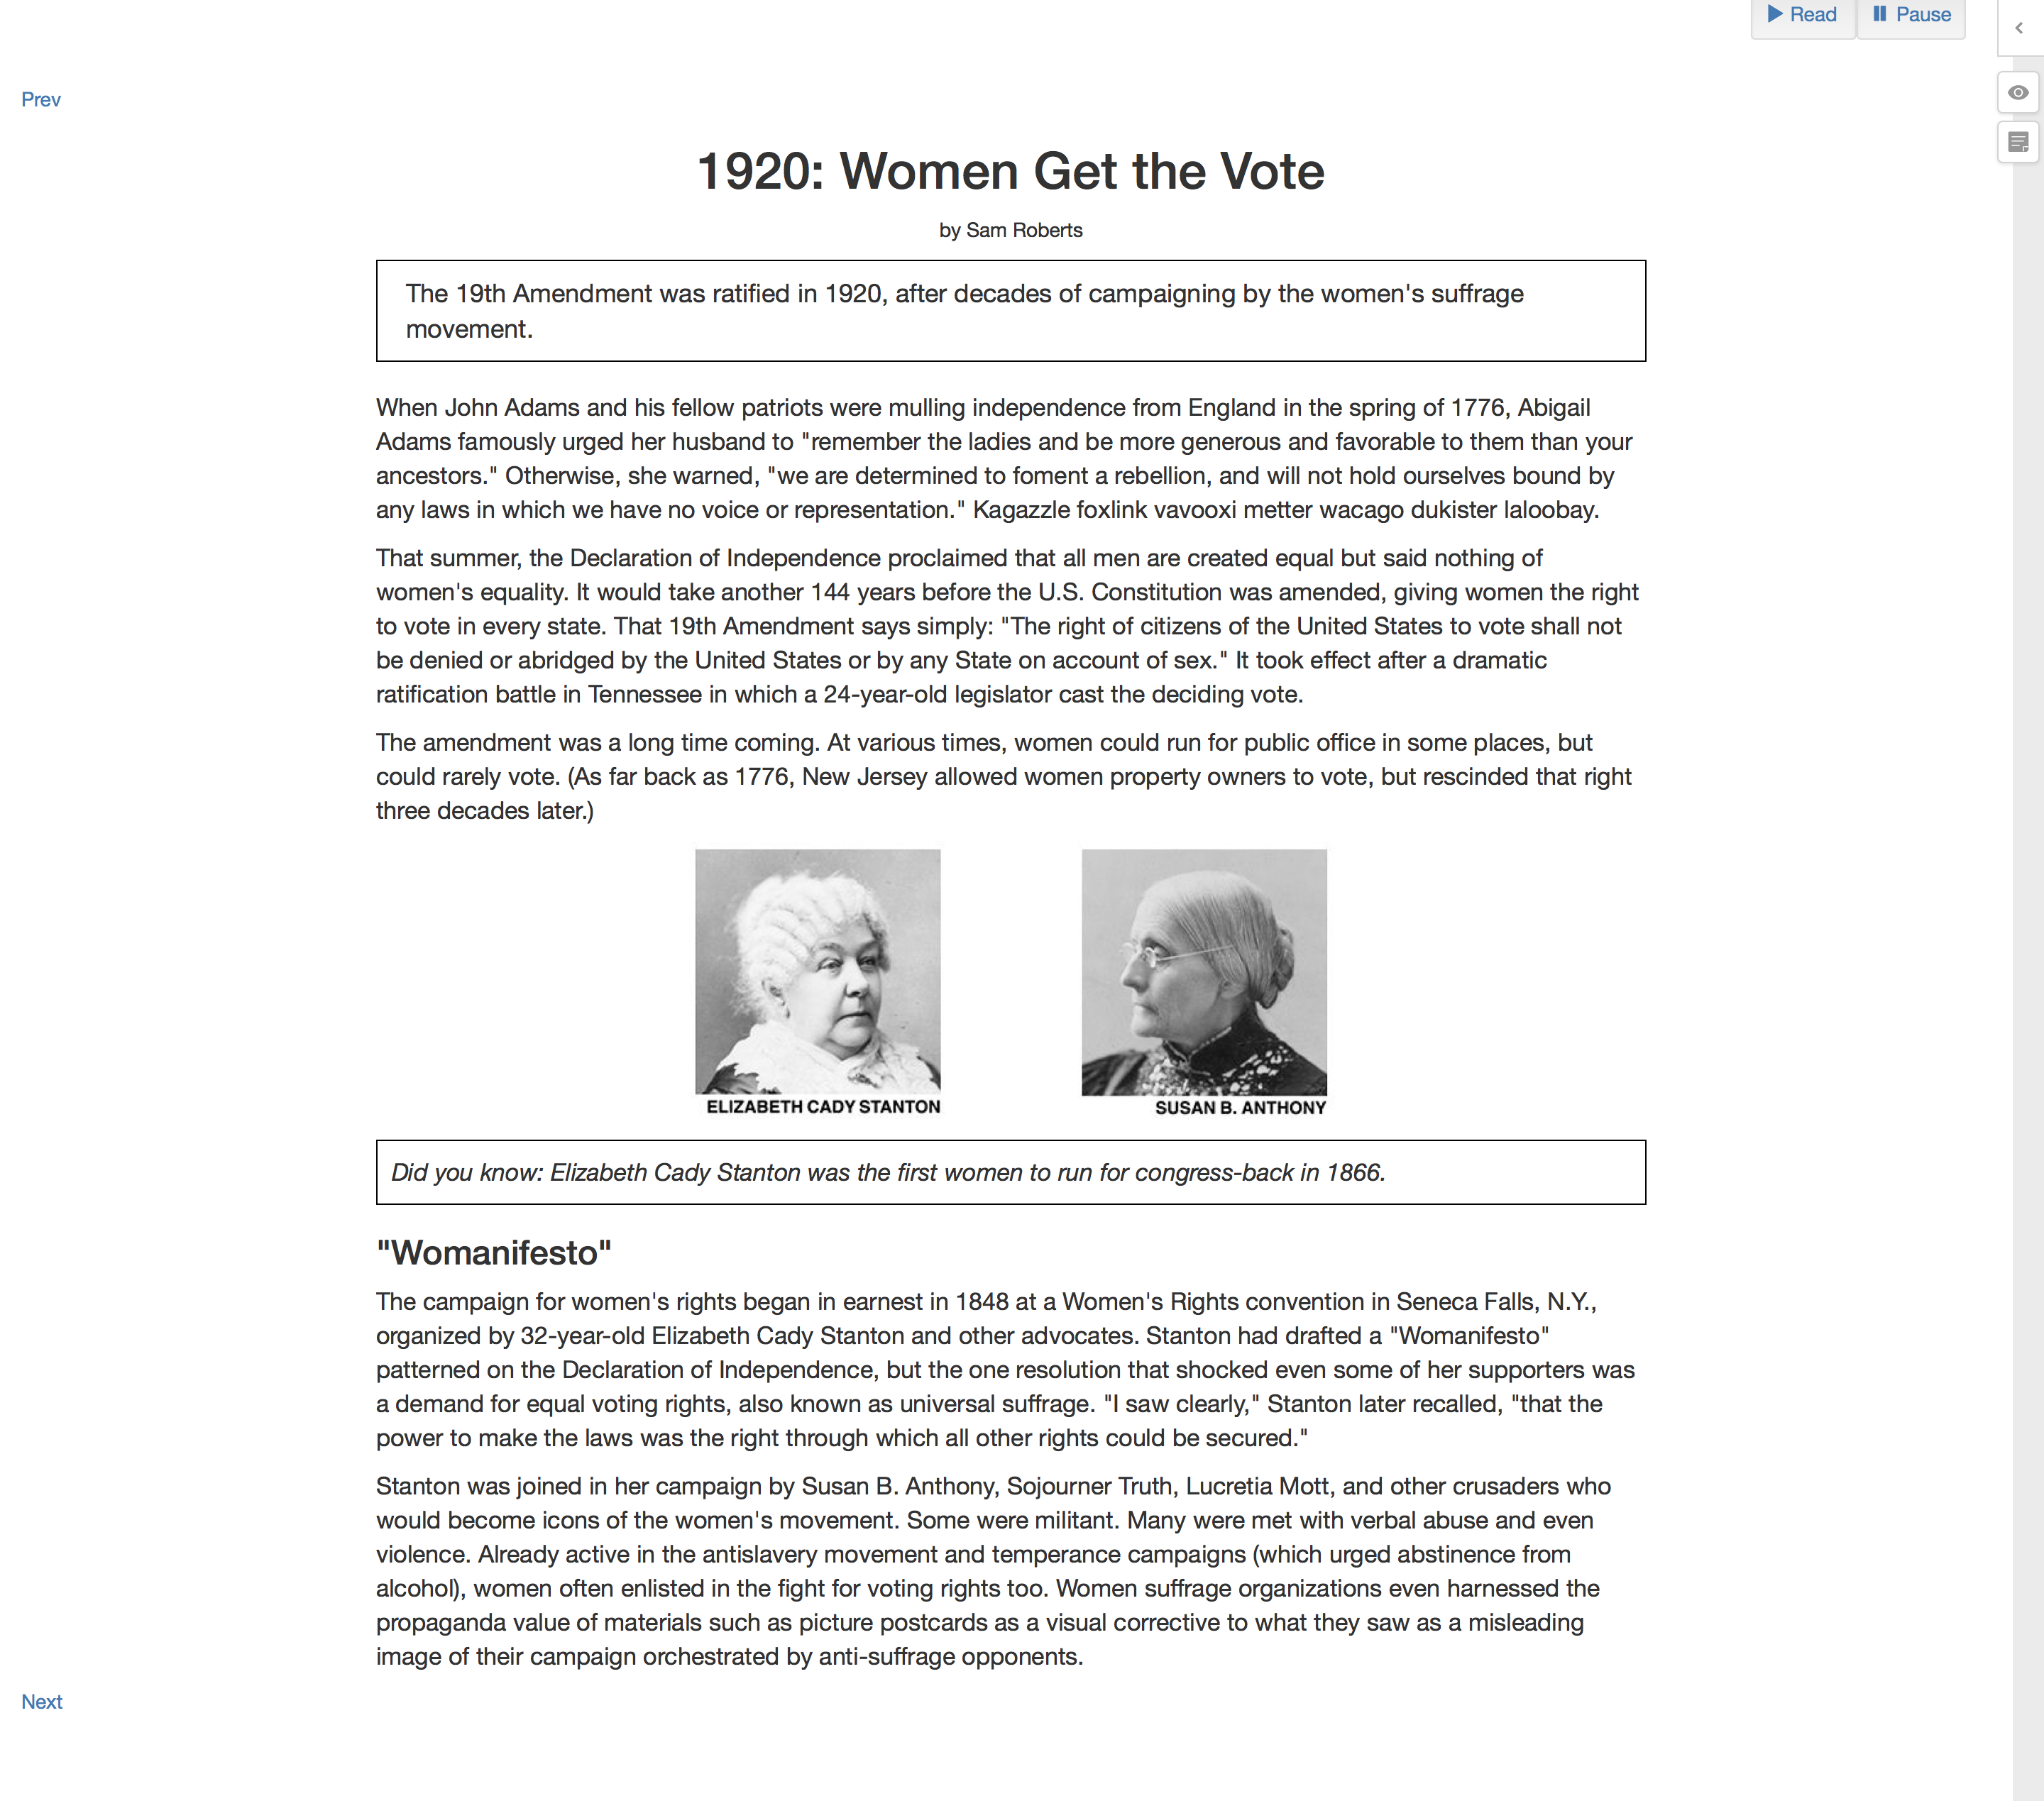 Read
Pause
Prev
1920: Women Get the Vote
by Sam Roberts
The 19th Amendment was ratified in 1920, after decades of campaigning by the women's suffrage
movement.
When John Adams and his fellow patriots were mulling independence from England in the spring of 1776, Abigail
Adams famously urged her husband to "remember the ladies and be more generous and favorable to them than your
ancestors." Otherwise, she warned, "we are determined to foment a rebellion, and will not hold ourselves bound by
any laws in which we have no voice or representation." Kagazzle foxlink vavooxi metter wacago dukister laloobay.
That summer, the Declaration of Independence proclaimed that all men are created equal but said nothing of
women's equality. It would take another 144 years before the U.S. Constitution was amended, giving women the right
to vote in every state. That 19th Amendment says simply: "The right of citizens of the United States to vote shall not
be denied or abridged by the United States or by any State on account of sex." It took effect after a dramatic
ratification battle in Tennessee in which a 24-year-old legislator cast the deciding vote.
The amendment was a long time coming. At various times, women could run for public office in some places, but
could rarely vote. (As far back as 1776, New Jersey allowed women property owners to vote, but rescinded that right
three decades later.)
ELIZABETH CADY STANTON
SUSAN B. ANTHONY
Did you know: Elizabeth Cady Stanton was the first women to run for congress-back in 1866.
"Womanifesto"
The campaign for women's rights began in earnest in 1848 at a Women's Rights convention in Seneca Falls, N.Y.,
organized by 32-year-old Elizabeth Cady Stanton and other advocates. Stanton had drafted a "Womanifesto"
patterned on the Declaration of Independence, but the one resolution that shocked even some of her supporters was
a demand for equal voting rights, also known as universal suffrage. "I saw clearly," Stanton later recalled, "that the
power to make the laws was the right through which all other rights could be secured."
Stanton was joined in her campaign by Susan B. Anthony, Sojourner Truth, Lucretia Mott, and other crusaders who
would become icons of the women's movement. Some were militant. Many were met with verbal abuse and even
violence. Already active in the antislavery movement and temperance campaigns (which urged abstinence from
alcohol), women often enlisted in the fight for voting rights too. Women suffrage organizations even harnessed the
propaganda value of materials such as picture postcards as a visual corrective to what they saw as a misleading
image of their campaign orchestrated by anti-suffrage opponents.
Next